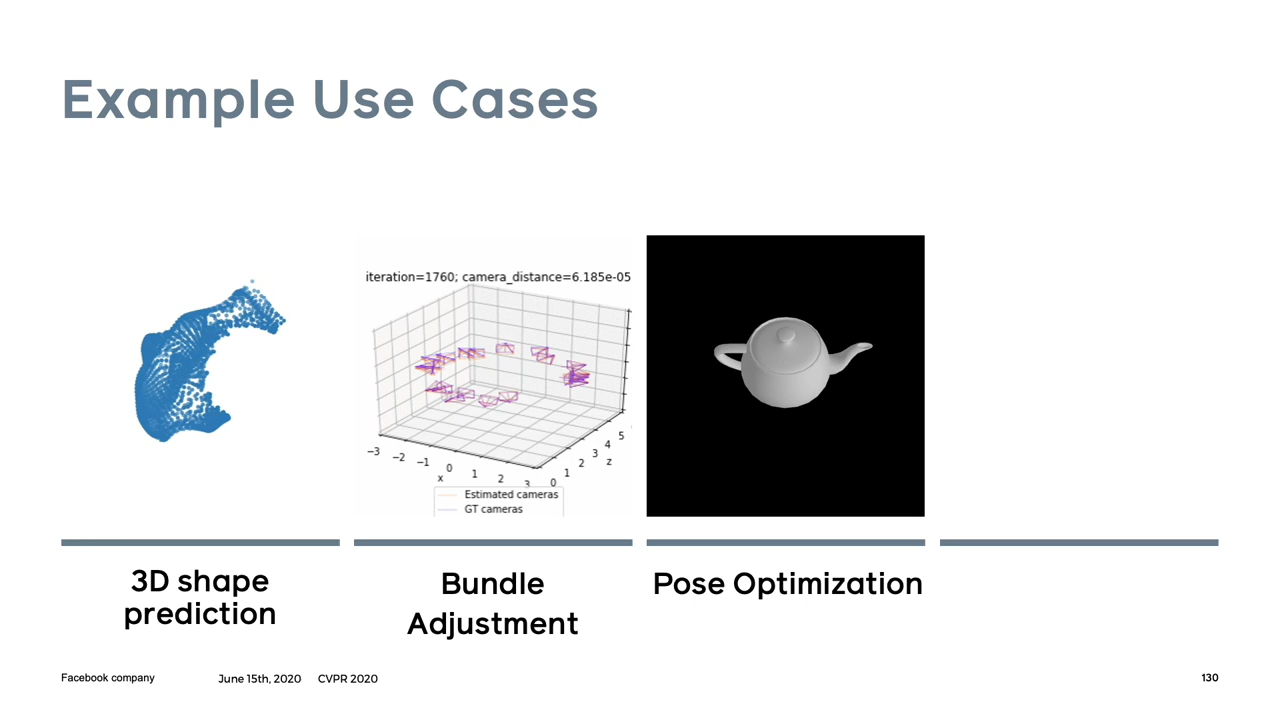 Example Use Cases
iteration=1760; camera_distance=6.185e-05
−3
−2
−1
0
1
2
3
x
0
1
2
3
4
5
z
Estimated cameras
GT cameras
3D shape
prediction
Bundle
Adjustment
Pose Optimization
Facebook company
June 15th, 2020
CVPR 2020
130